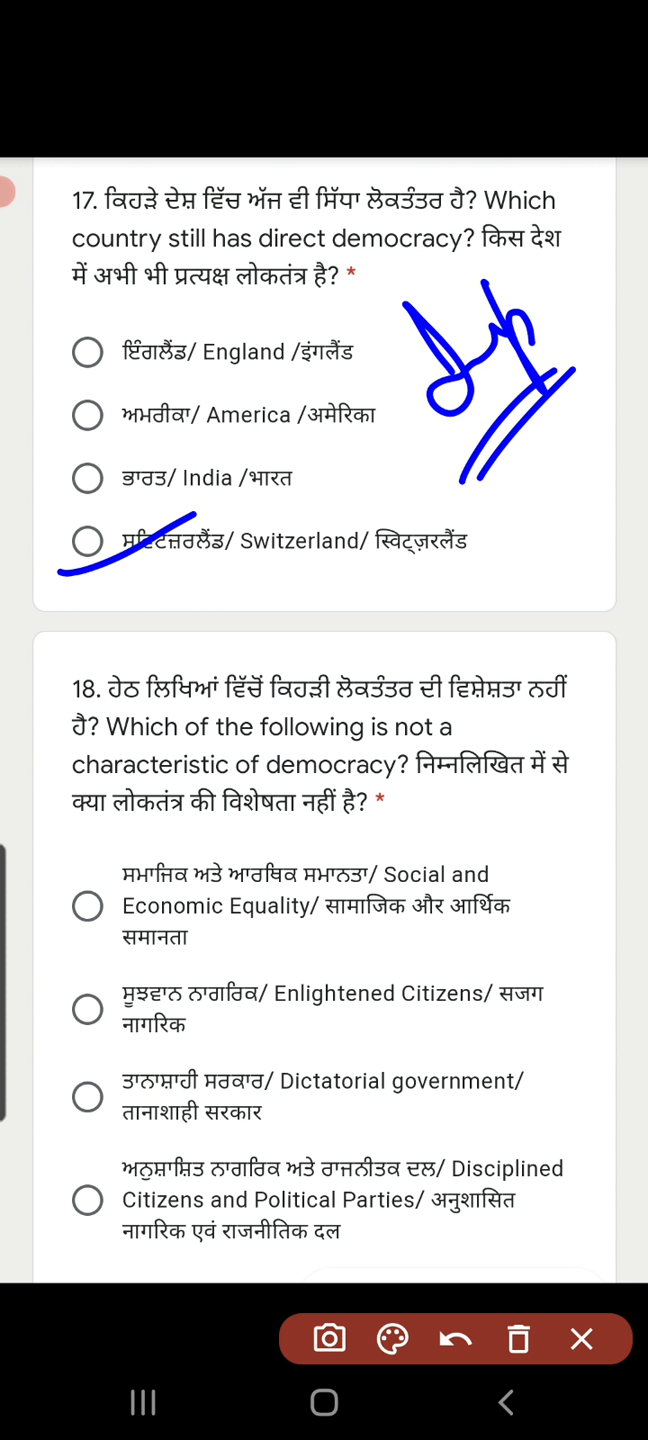 17. ਕਿਹੜੇ ਦੇਸ਼ ਵਿੱਚ ਅੱਜ ਵੀ ਸਿੱਧਾ ਲੋਕਤੰਤਰ ਹੈ? Which
country still has direct democracy? किस देश
में अभी भी प्रत्यक्ष लोकतंत्र है? *
ਇੰਗਲੈਂਡ/ England /इंगलैंड
ਅਮਰੀਕਾ/ America /अमेरिका
ਭਾਰਤ/ India /भारत
ਸਵਿਟਜ਼ਰਲੈਂਡ/ Switzerland/ स्विट्ज़रलैंड
18. ਹੇਠ ਲਿਖਿਆਂ ਵਿੱਚੋਂ ਕਿਹੜੀ ਲੋਕਤੰਤਰ ਦੀ ਵਿਸ਼ੇਸ਼ਤਾ ਨਹੀਂ
ਹੈ? Which of the following is not a
characteristic of democracy? निम्नलिखित में से
क्या लोकतंत्र की विशेषता नहीं है? *
ਸਮਾਜਿਕ ਅਤੇ ਆਰਥਿਕ ਸਮਾਨਤਾ/ Social and
Economic Equality/ सामाजिक और आर्थिक
समानता
ਸੂਝਵਾਨ ਨਾਗਰਿਕ/ Enlightened Citizens/ सजग
नागरिक
ਤਾਨਾਸ਼ਾਹੀ ਸਰਕਾਰ/ Dictatorial government/
तानाशाही सरकार
ਅਨੁਸ਼ਾਸ਼ਿਤ ਨਾਗਰਿਕ ਅਤੇ ਰਾਜਨੀਤਕ ਦਲ/ Disciplined
Citizens and Political Parties/ अनुशासित
नागरिक एवं राजनीतिक दल